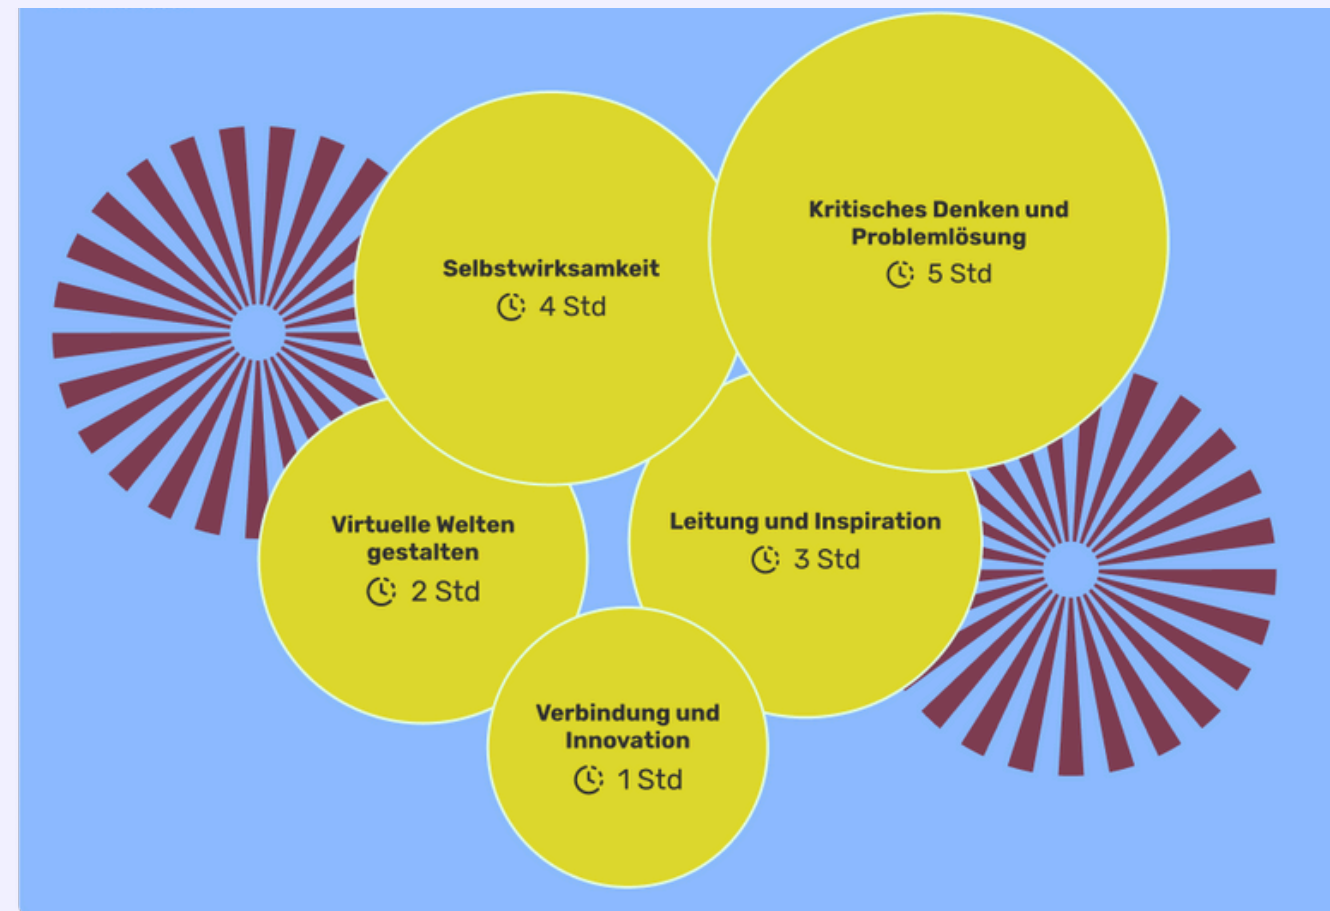 Kritisches Denken und
Problemlösung
5 Std
Selbstwirksamkeit
4 Std
Virtuelle Welten
gestalten
2 Std
Leitung und Inspiration
3 Std
Verbindung und
Innovation
1 Std